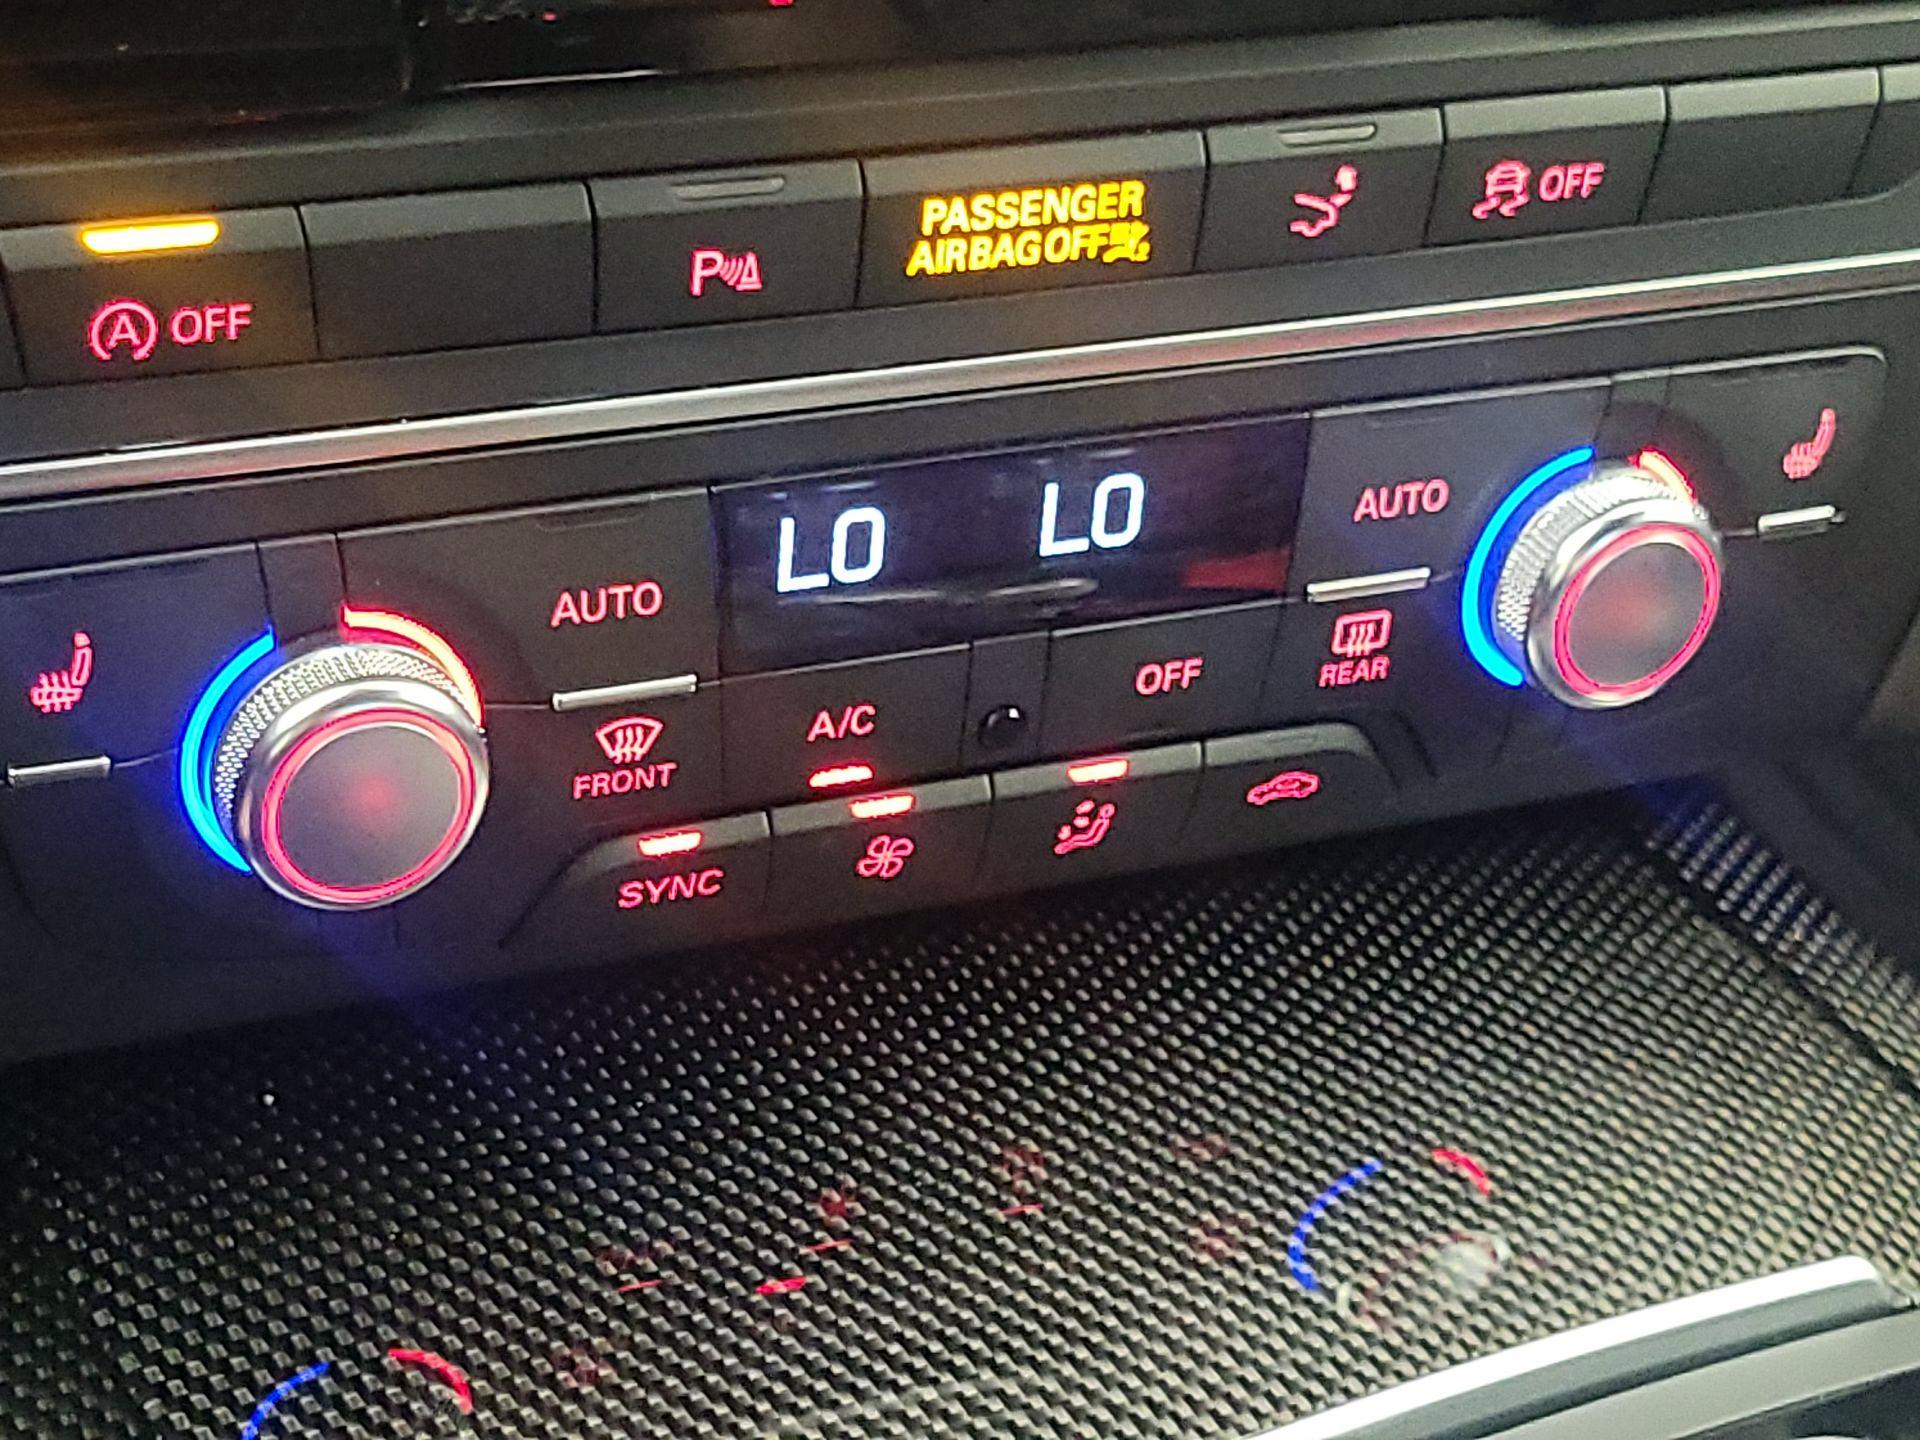 A OFF
P
PASSENGER
AIRBAG OFF
OFF
AUTO
LO LO
AUTO
FRONT
A/C
OFF
REAR
SYNC